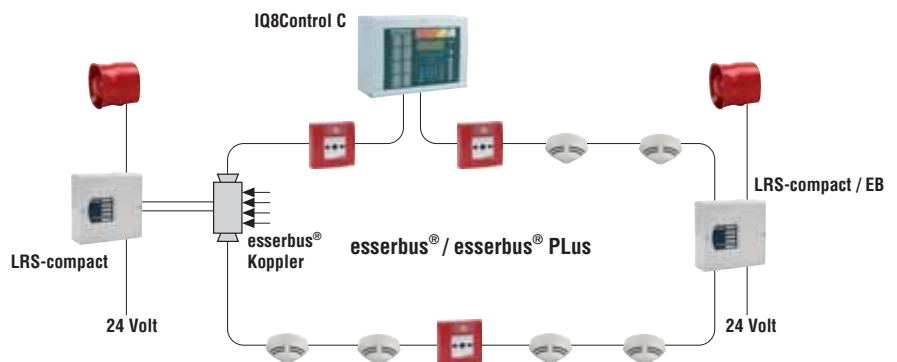 IQ8Control C
LRS-compact / EB
esserbus®
Koppler
esserbus® / esserbus® PLus
LRS-compact
24 Volt
24 Volt